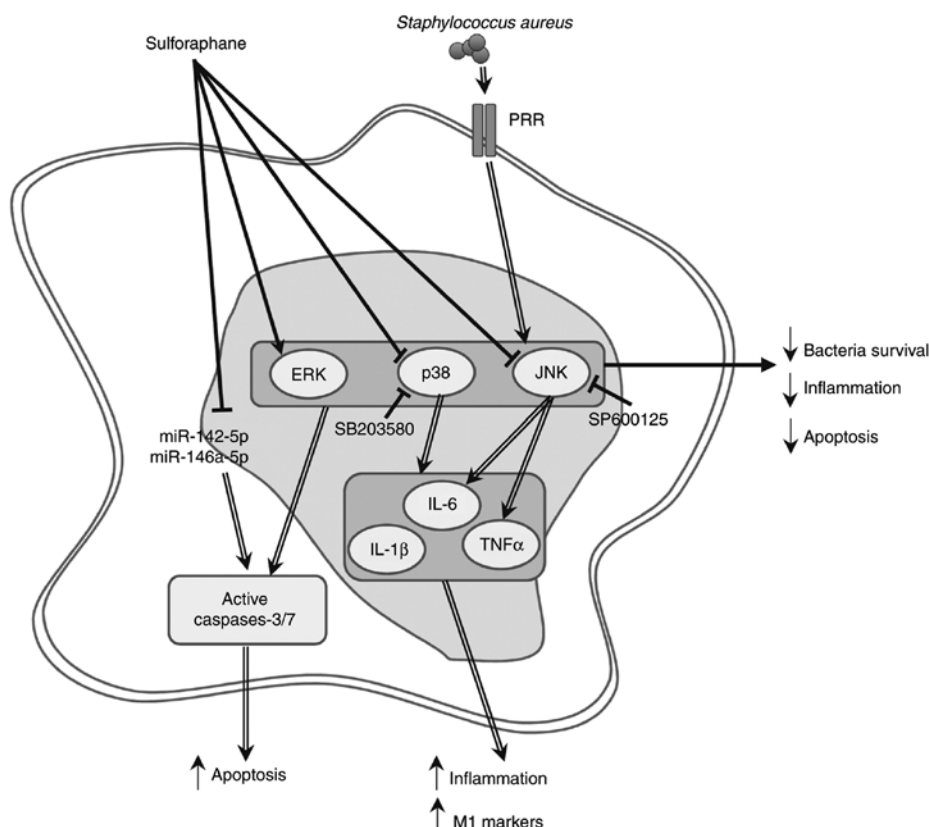 Staphylococcus aureus
Sulforaphane
PRR
ERK
p38
JNK
SB203580
SP600125
Bacteria survival
Inflammation
Apoptosis
miR-142-5p
miR-146a-5p
IL-6
IL-1β
TNFα
Active
caspases-3/7
Apoptosis
Inflammation
M1 markers